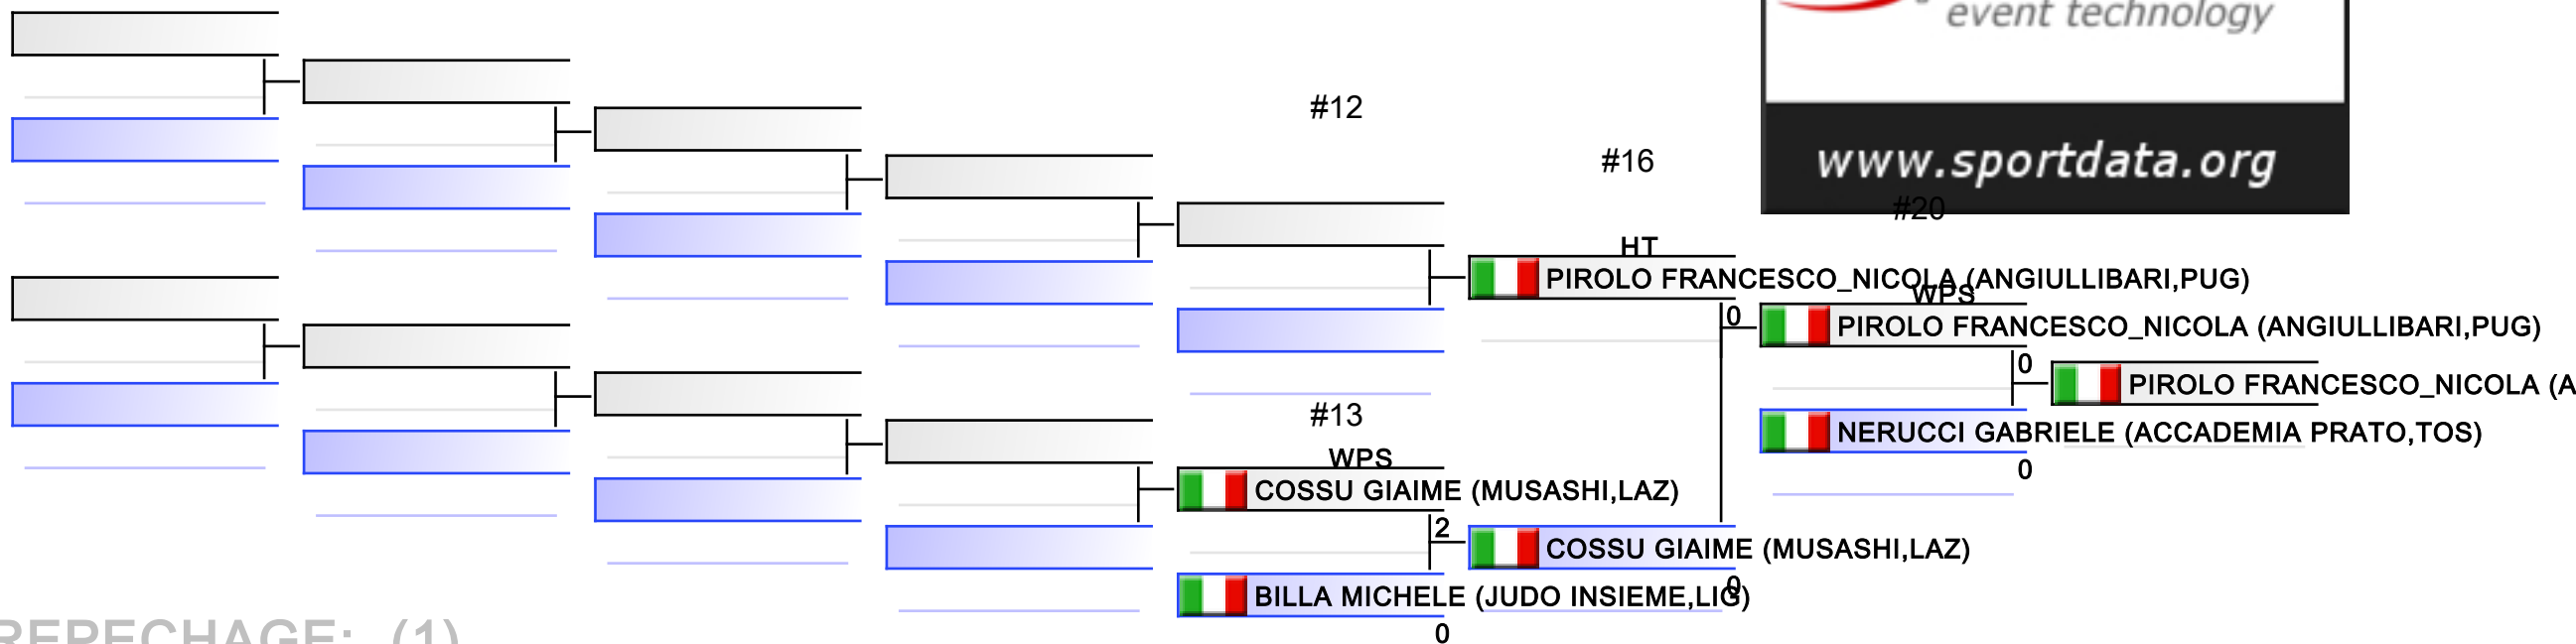 event technology
www.sportdata.org
#12
#16
#20
HT
PIROLO FRANCESCO_NICOLA (ANGIULLIBARI,PUG)
0
WPS
PIROLO FRANCESCO_NICOLA (ANGIULLIBARI,PUG)
0
PIROLO FRANCESCO_NICOLA (A
NERUCCI GABRIELE (ACCADEMIA PRATO,TOS)
0
#13
WPS
COSSU GIAIME (MUSASHI,LAZ)
2
COSSU GIAIME (MUSASHI,LAZ)
0
BILLA MICHELE (JUDO INSIEME,LIG)
0
REPECHAGE: (1)